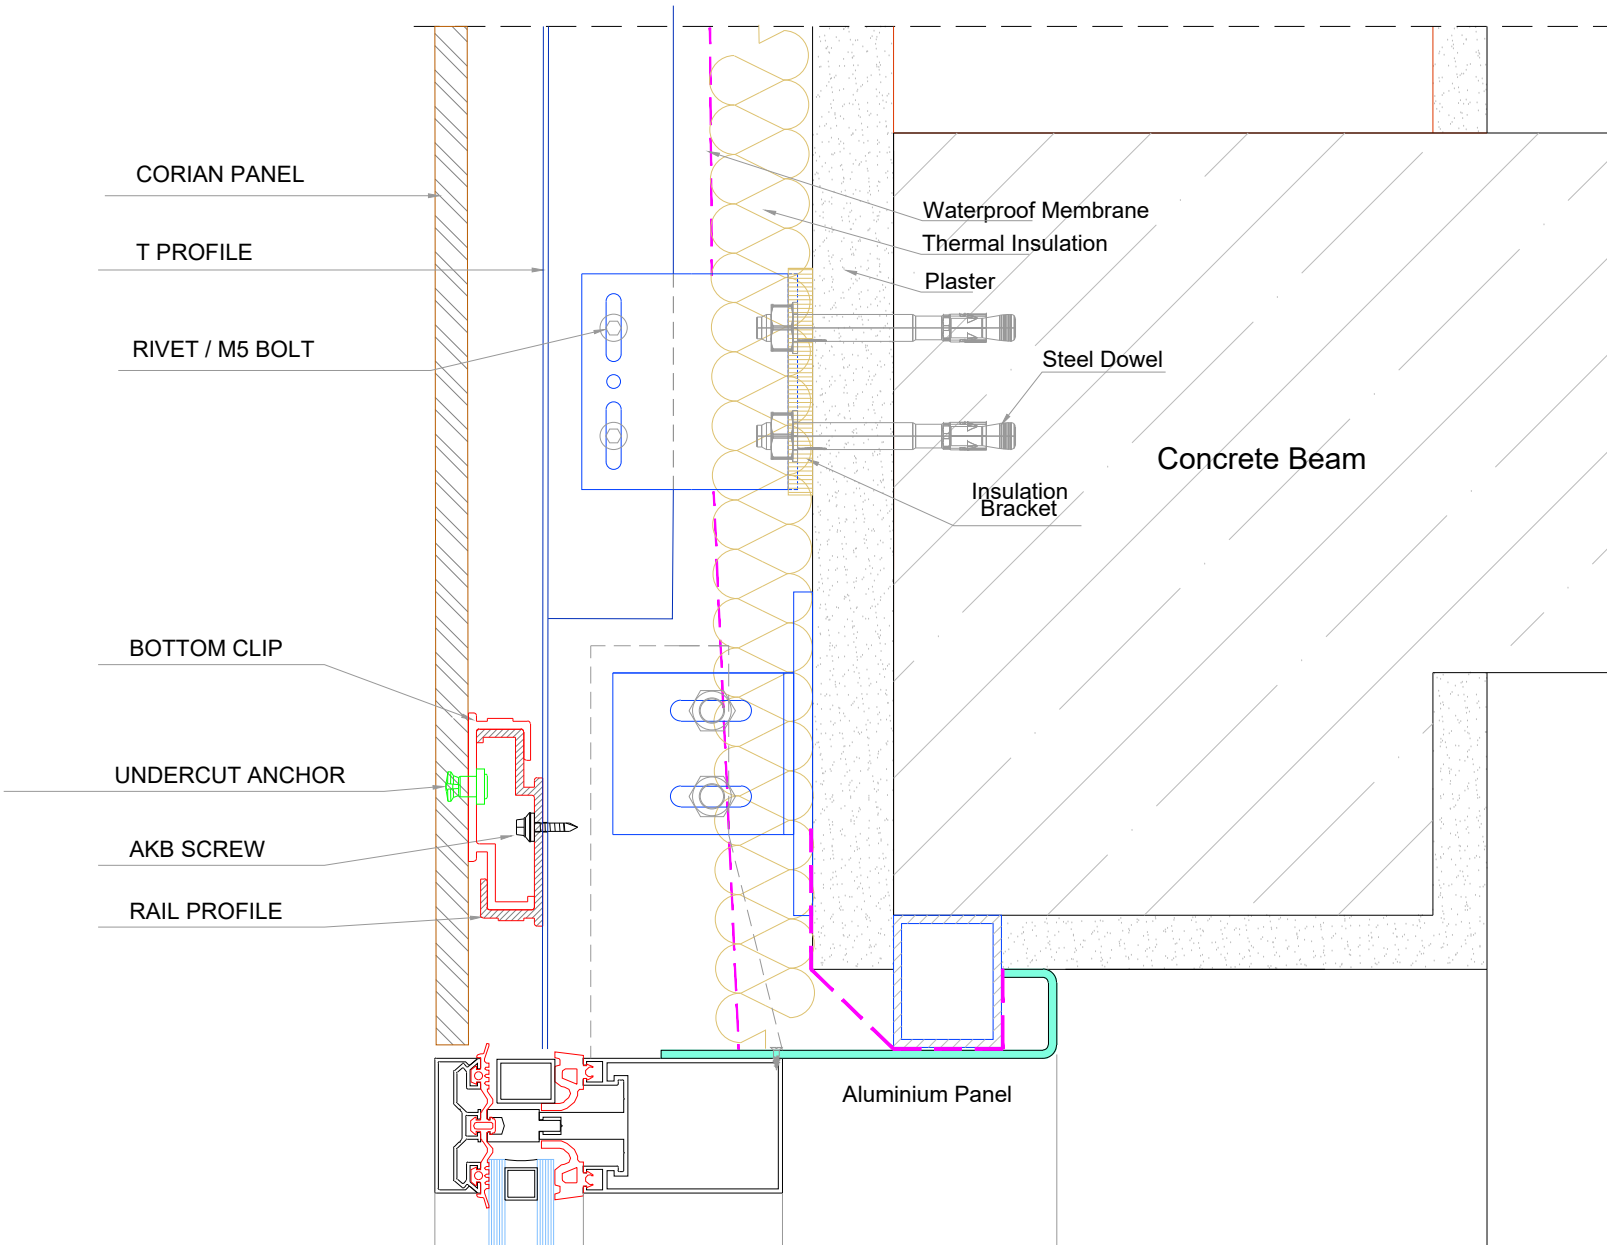 CORIAN PANEL
T PROFILE
RIVET / M5 BOLT
BOTTOM CLIP
UNDERCUT ANCHOR
AKB SCREW
RAIL PROFILE
Waterproof Membrane
Thermal Insulation
Plaster
Steel Dowel
Concrete Beam
Insulation
Bracket
Aluminium Panel